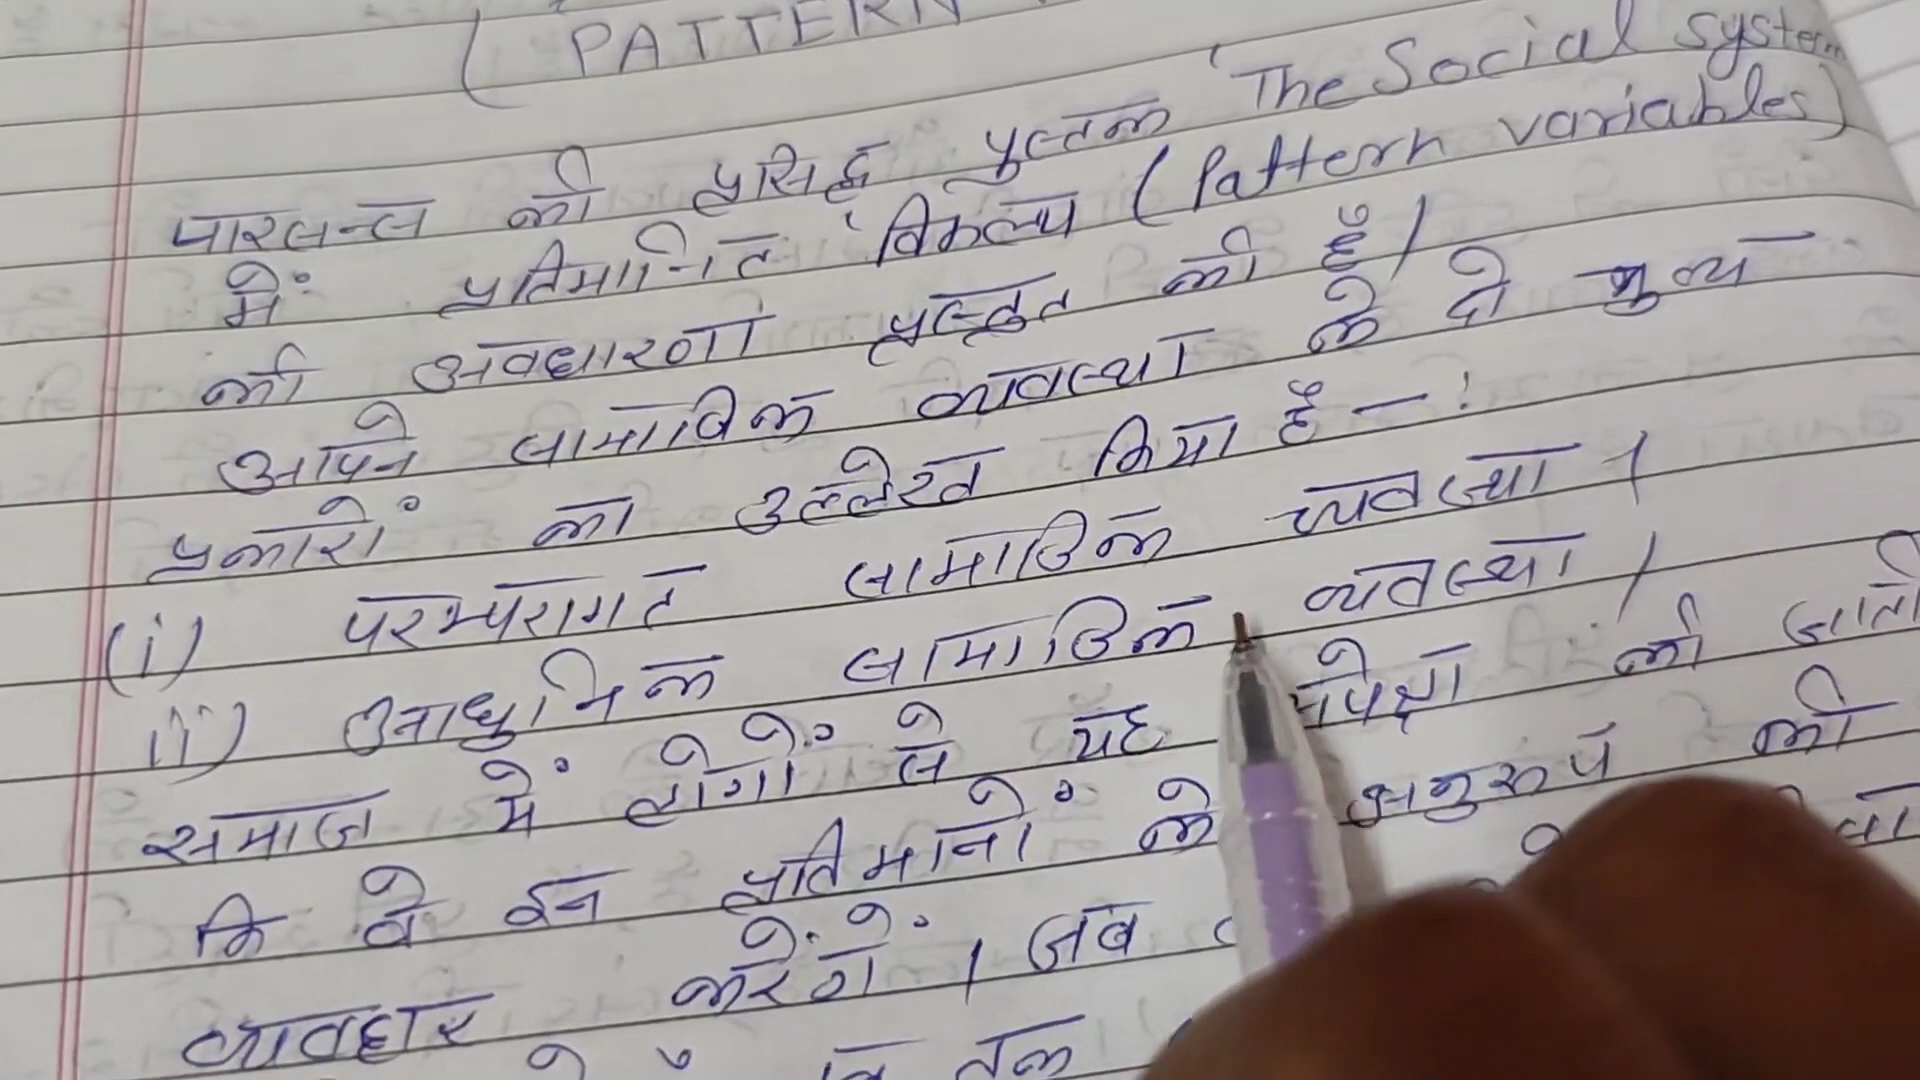 ( PATTERN
पारसन्स की प्रसिद्ध पुस्तक 'The Social system
में प्रतिमानित 'विकल्प (Pattern variables)
की अवधारणा प्रस्तुत की है।
आपने सामाजिक व्यवस्था के दो मुख्य
प्रकारों का उल्लेख किया है —:
(i) परम्परागत सामाजिक व्यवस्था।
ii) आधुनिक सामाजिक व्यवस्था।
समाज में लोगों से यह की जाती
कि वे इन प्रतिमानों के अनुरूप की
व्यवहार करेंगे। जब
तक